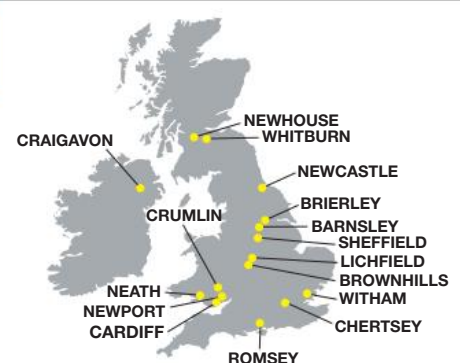 NEWHOUSE
WHITBURN
CRAIGAVON
NEWCASTLE
BRIERLEY
CRUMLIN
BARNSLEY
SHEFFIELD
LICHFIELD
BROWNHILLS
NEATH
WITHAM
NEWPORT
CHERTSEY
CARDIFF
ROMSEY